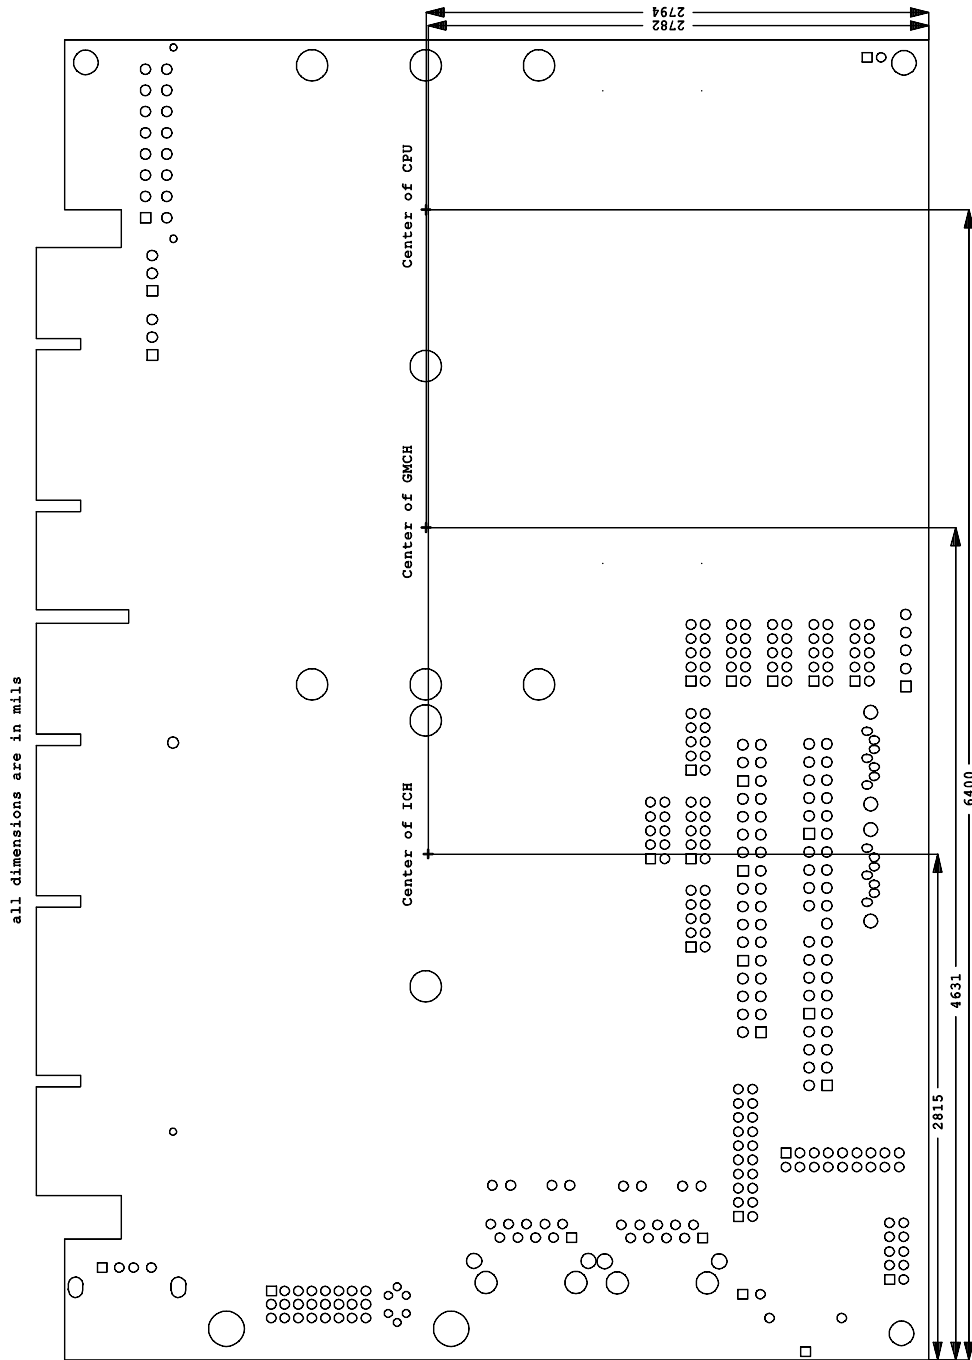 2794
2782
Center of CPU
Center of GMCH
all dimensions are in mils
Center of ICH
6400
4631
2815